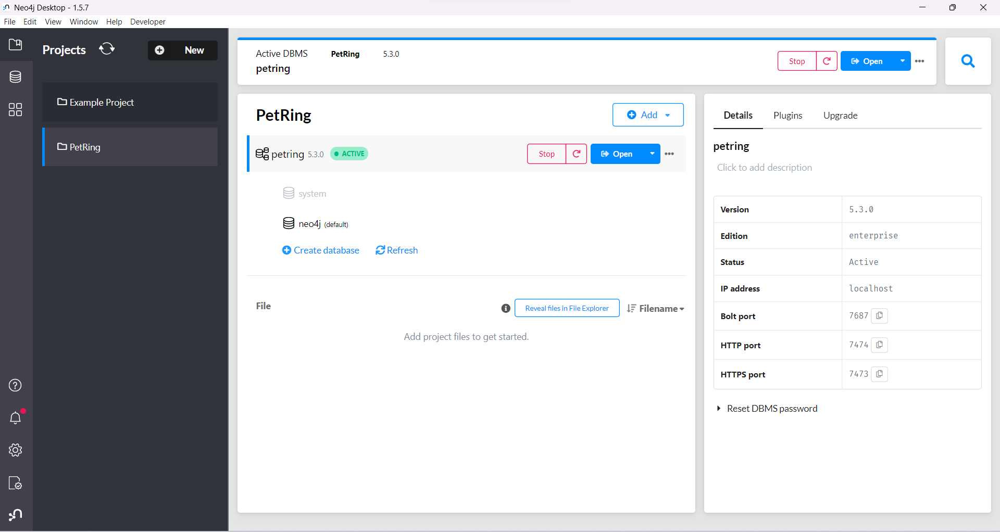 Neo4j Desktop - 1.5.7
File Edit View Window Help Developer
Projects
New
Example Project
PetRing
Active DBMS PetRing 5.3.0
petring
Stop Open
PetRing
Add
petring 5.3.0 ACTIVE
Stop Open
system
neo4j (default)
Create database Refresh
File
Reveal files in File Explorer Filename
Add project files to get started.
Details Plugins Upgrade
petring
Click to add description
Version 5.3.0
Edition enterprise
Status Active
IP address localhost
Bolt port 7687
HTTP port 7474
HTTPS port 7473
Reset DBMS password